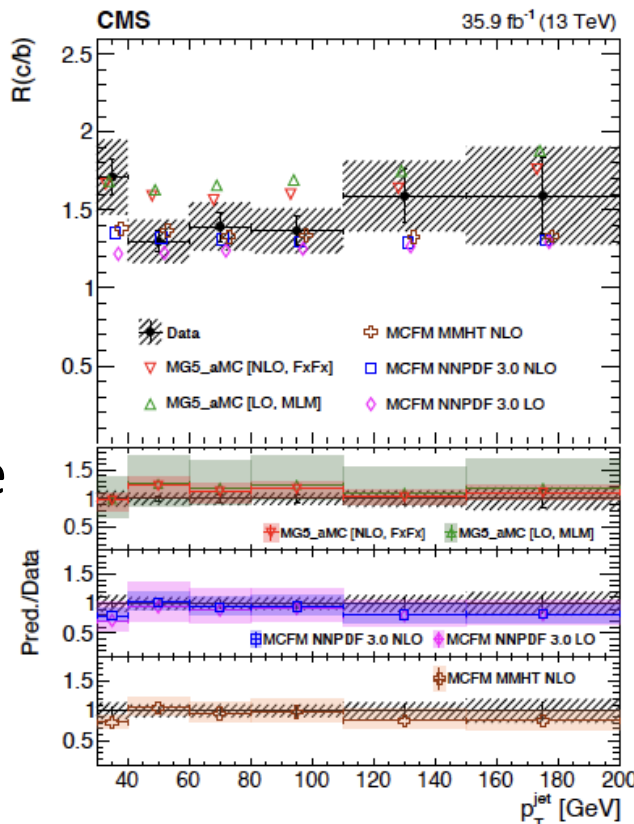 CMS 35.9 fb⁻¹ (13 TeV)
R(c/b)
2.5
2
1.5
1
0.5
Data
MG5_aMC [NLO, FxFx]
MG5_aMC [LO, MLM]
MCFM MMHT NLO
MCFM NNPDF 3.0 NLO
MCFM NNPDF 3.0 LO
e
Pred./Data
1.5
1
0.5
MG5_aMC [NLO, FxFx] MG5_aMC [LO, MLM]
1.5
1
0.5
MCFM NNPDF 3.0 NLO MCFM NNPDF 3.0 LO
MCFM MMHT NLO
1.5
1
0.5
40 60 80 100 120 140 160 180 200
p_T^jet [GeV]